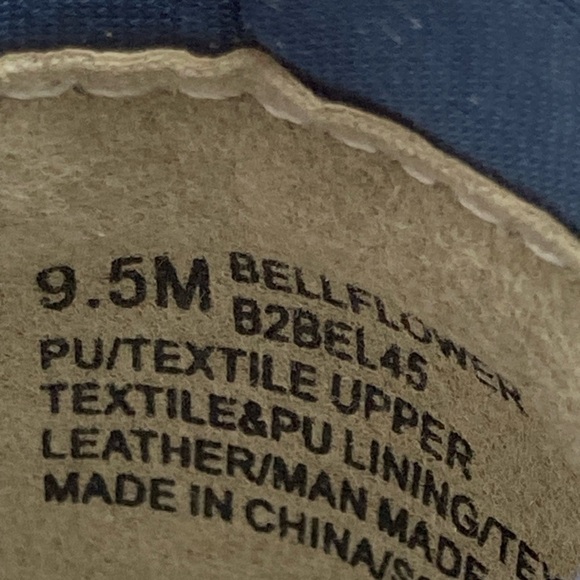 9.5M BELLFLOWER
B2BEL45
PU/TEXTILE UPPER
TEXTILE&PU LINING/TEX
LEATHER/MAN MADE
MADE IN CHINA/S